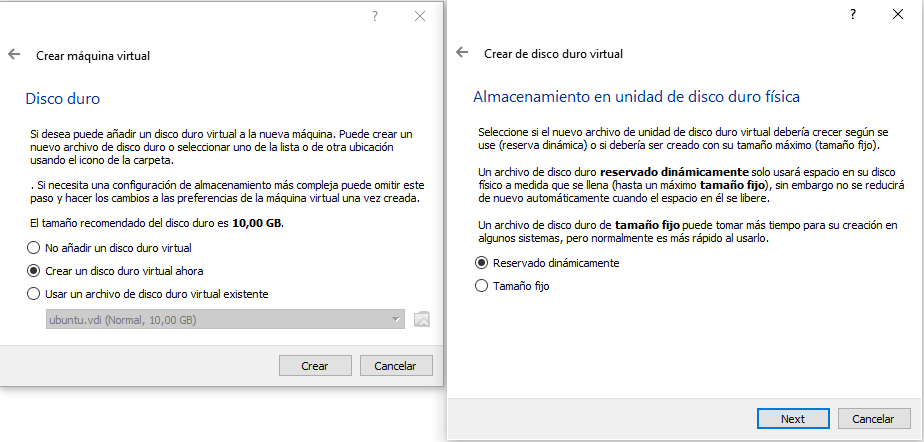 ?
Crear máquina virtual
Disco duro
Si desea puede añadir un disco duro virtual a la nueva máquina. Puede crear un
nuevo archivo de disco duro o seleccionar uno de la lista o de otra ubicación
usando el icono de la carpeta.
. Si necesita una configuración de almacenamiento más compleja puede omitir este
paso y hacer los cambios a las preferencias de la máquina virtual una vez creada.
El tamaño recomendado del disco duro es 10,00 GB.
No añadir un disco duro virtual
Crear un disco duro virtual ahora
Usar un archivo de disco duro virtual existente
ubuntu.vdi (Normal, 10,00 GB)
Crear
Cancelar
?
Crear de disco duro virtual
Almacenamiento en unidad de disco duro física
Seleccione si el nuevo archivo de unidad de disco duro virtual debería crecer según se
use (reserva dinámica) o si debería ser creado con su tamaño máximo (tamaño fijo).
Un archivo de disco duro reservado dinámicamente solo usará espacio en su disco
físico a medida que se llena (hasta un máximo tamaño fijo), sin embargo no se reducirá
de nuevo automáticamente cuando el espacio en él se libere.
Un archivo de disco duro de tamaño fijo puede tomar más tiempo para su creación en
algunos sistemas, pero normalmente es más rápido al usarlo.
Reservado dinámicamente
Tamaño fijo
Next
Cancelar